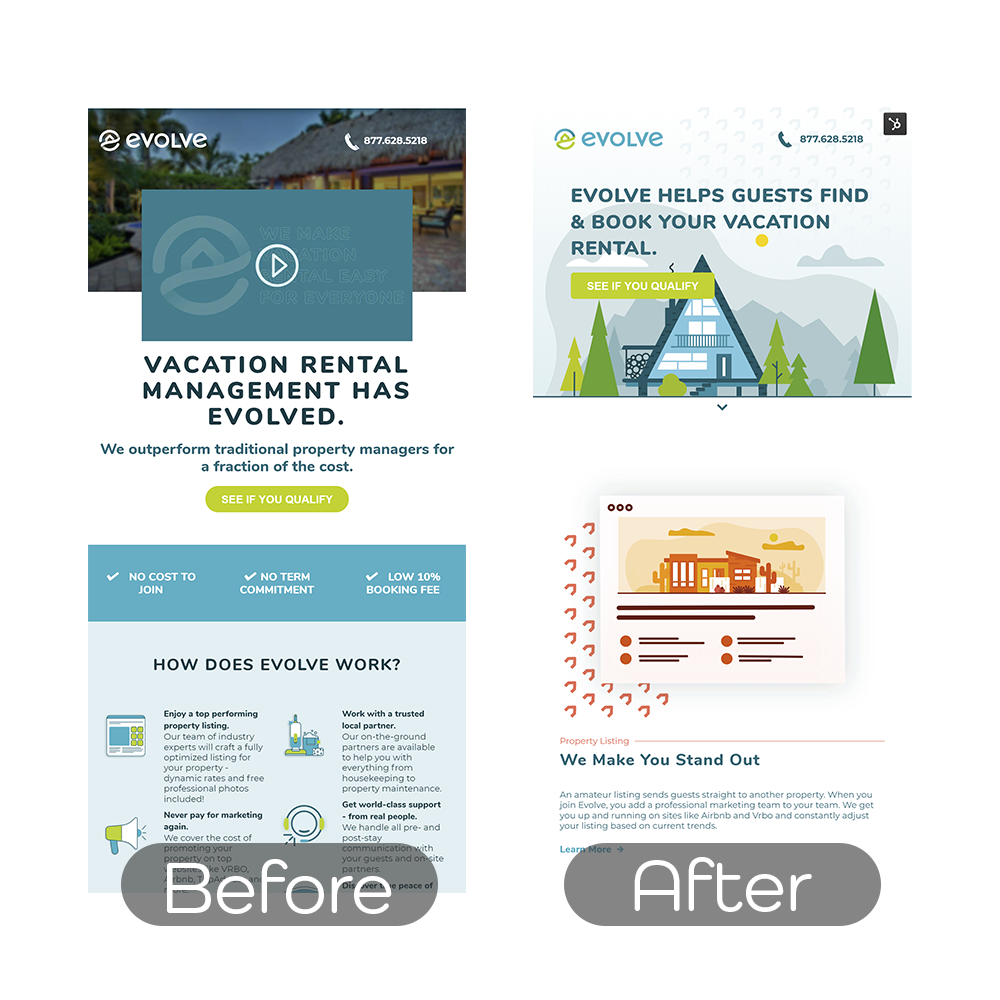 evolve
877.628.5218
WE MAKE
VACATION
RENTAL EASY
FOR EVERYONE
VACATION RENTAL
MANAGEMENT HAS
EVOLVED.
We outperform traditional property managers for
a fraction of the cost.
SEE IF YOU QUALIFY
NO COST TO
JOIN
NO TERM
COMMITMENT
LOW 10%
BOOKING FEE
HOW DOES EVOLVE WORK?
Enjoy a top performing
property listing.
Our team of industry
experts will craft a fully
optimized listing for
your property -
dynamic rates and free
professional photos
included!
Never pay for marketing
again.
We cover the cost of
promoting your
property on top
websites like VRBO,
Airbnb, TripAdvisor, and
more.
Work with a trusted
local partner.
Our on-the-ground
partners are available
to help you with
everything from
housekeeping to
property maintenance.
Get world-class support
- from real people.
We handle all pre- and
post-stay
communication with
your guests and on-site
partners.
Discover the peace of
Before
evolve
877.628.5218
EVOLVE HELPS GUESTS FIND
& BOOK YOUR VACATION
RENTAL.
SEE IF YOU QUALIFY
Property Listing
We Make You Stand Out
An amateur listing sends guests straight to another property. When you
join Evolve, you add a professional marketing team to your team. We get
you up and running on sites like Airbnb and Vrbo and constantly adjust
your listing based on current trends.
Learn More →
After